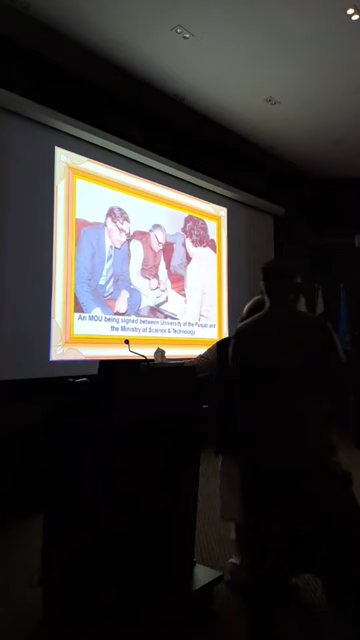 An MOU being signed between University of the Punjab and
the Ministry of Science & Technology